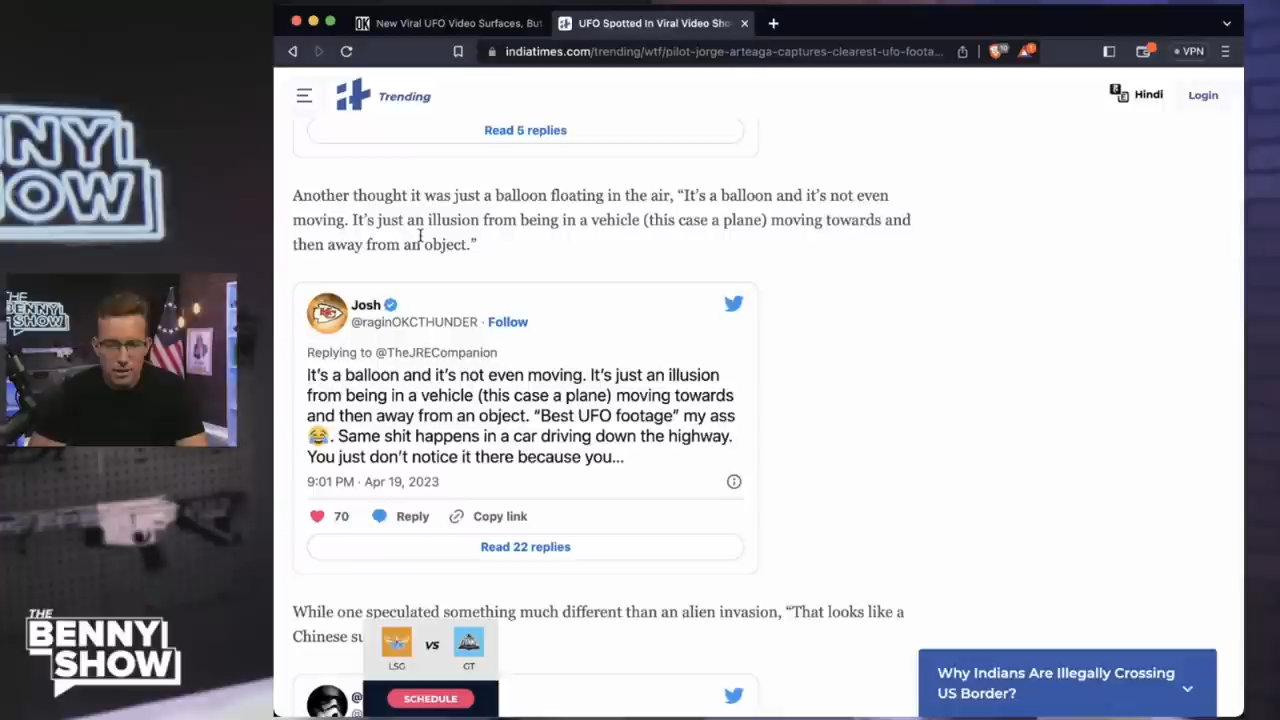 New Viral UFO Video Surfaces, But
UFO Spotted In Viral Video Sho
indiatimes.com/trending/wtf/pilot-jorge-arteaga-captures-clearest-ufo-foota...
VPN
Trending
Hindi
Login
Read 5 replies
Another thought it was just a balloon floating in the air, “It’s a balloon and it’s not even
moving. It’s just an illusion from being in a vehicle (this case a plane) moving towards and
then away from an object.”
Josh
@raginOKCTHUNDER · Follow
Replying to @TheJRECompanion
It’s a balloon and it’s not even moving. It’s just an illusion
from being in a vehicle (this case a plane) moving towards
and then away from an object. “Best UFO footage” my ass
😂. Same shit happens in a car driving down the highway.
You just don’t notice it there because you...
9:01 PM · Apr 19, 2023
70 Reply Copy link
Read 22 replies
While one speculated something much different than an alien invasion, “That looks like a
Chinese su
LSG VS GT
SCHEDULE
Why Indians Are Illegally Crossing
US Border?
NNY
OW
THE
BENNY
SHOW
THE
BENNY
SHOW